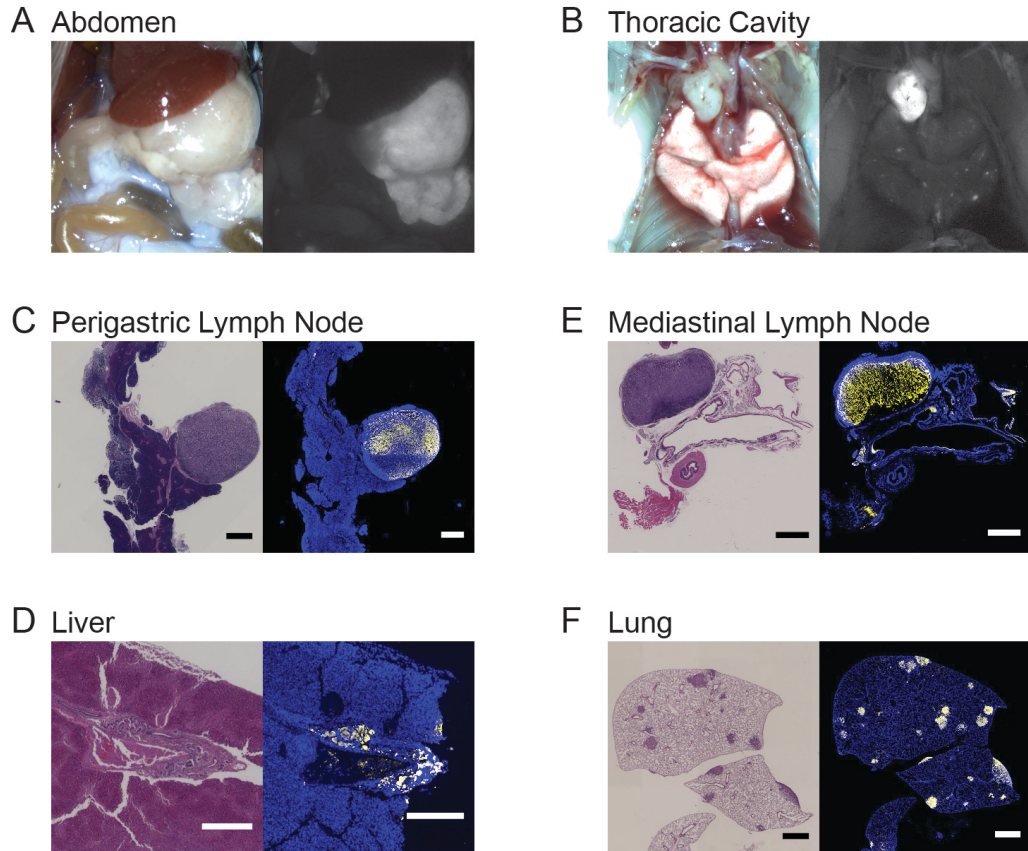 A Abdomen
B Thoracic Cavity
C Perigastric Lymph Node
E Mediastinal Lymph Node
D Liver
F Lung